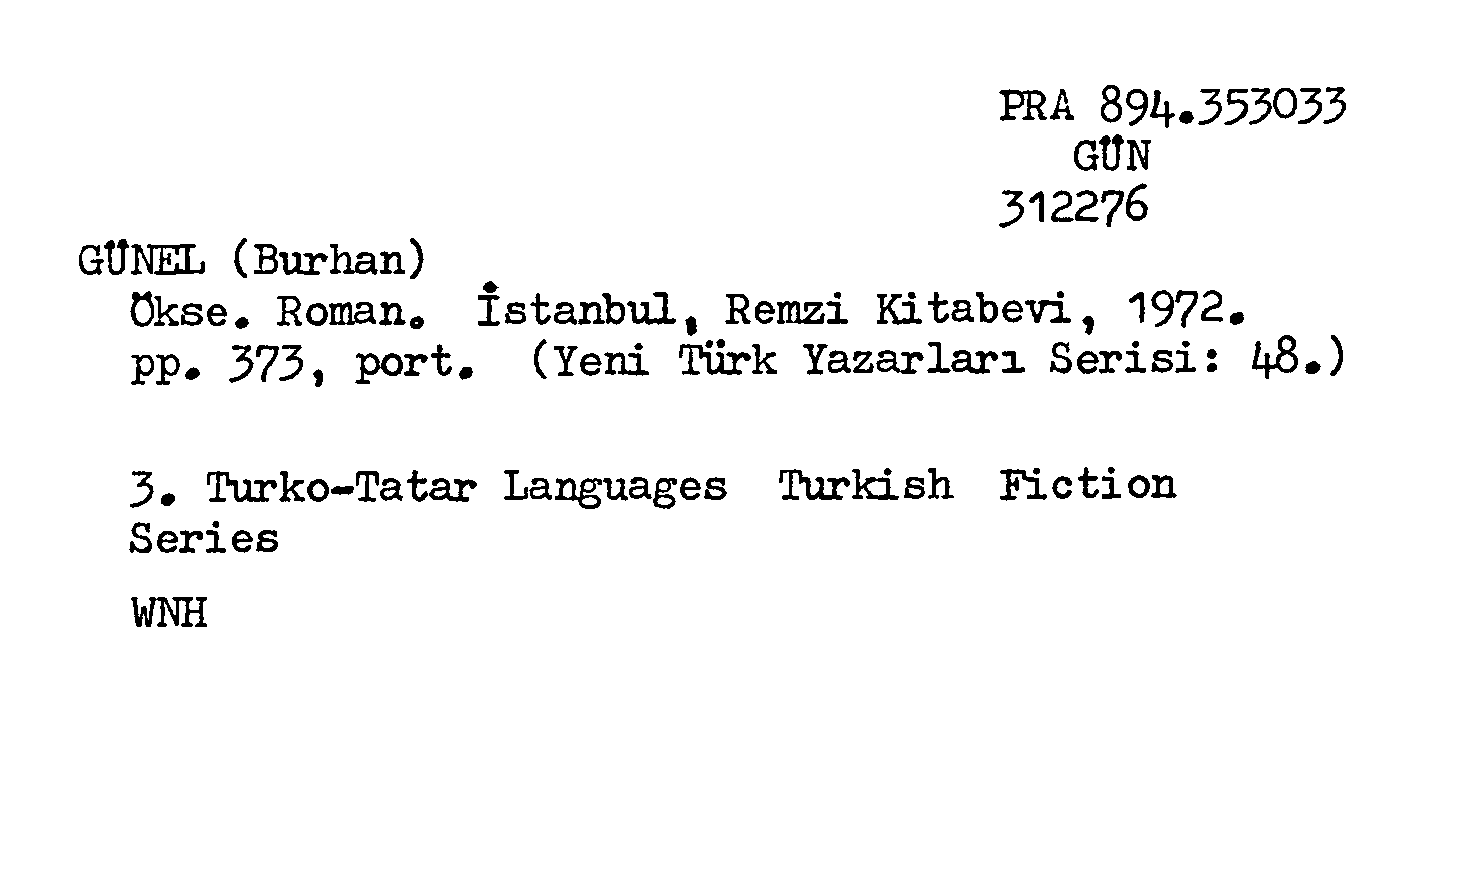 PRA 894.353033
GÜN
312276
GÜNEL (Burhan)
Ökse. Roman. İstanbul, Remzi Kitabevi, 1972.
pp. 373, port. (Yeni Türk Yazarları Serisi: 48.)
3. Turko-Tatar Languages Turkish Fiction
Series
WNH